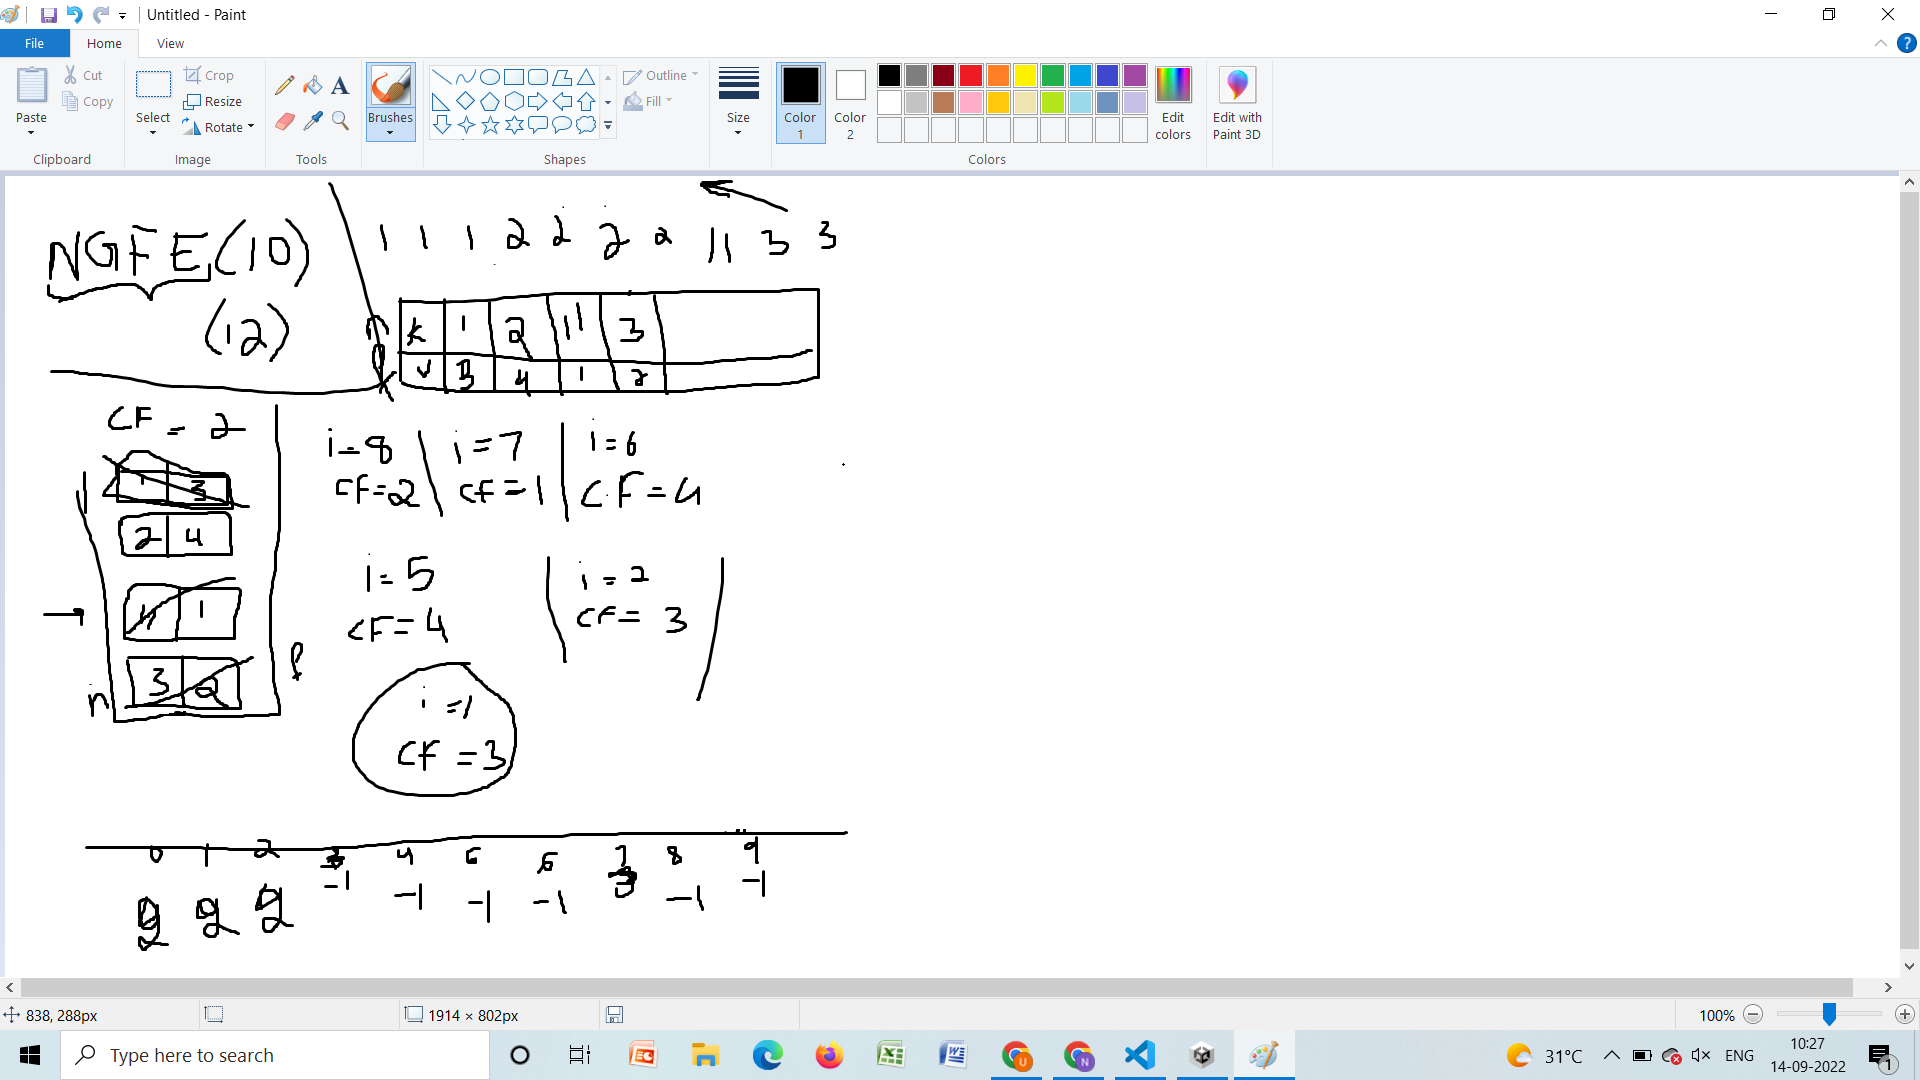 Untitled - Paint
File Home View
Paste
Cut
Copy
Clipboard
Select
Crop
Resize
Rotate
Image
Tools
Brushes
Shapes
Outline
Fill
Size
Color 1
Color 2
Edit colors
Colors
Edit with Paint 3D
NGFE(10)
(12)
1 1 1 2 2 2 2 11 3 3
K 1 2 11 3
V 3 4 1 2
CF = 2
1 3
2 4
11 1
3 2
i=8
CF=2
i=7
CF=1
i=6
CF=4
i=5
CF=4
i=2
CF=3
i=1
CF=3
0 1 2 3 4 5 6 7 8 9
2 2 2 -1 -1 -1 -1 3 -1 -1
838, 288px
1914 × 802px
100%
Type here to search
31°C
ENG
10:27
14-09-2022
1